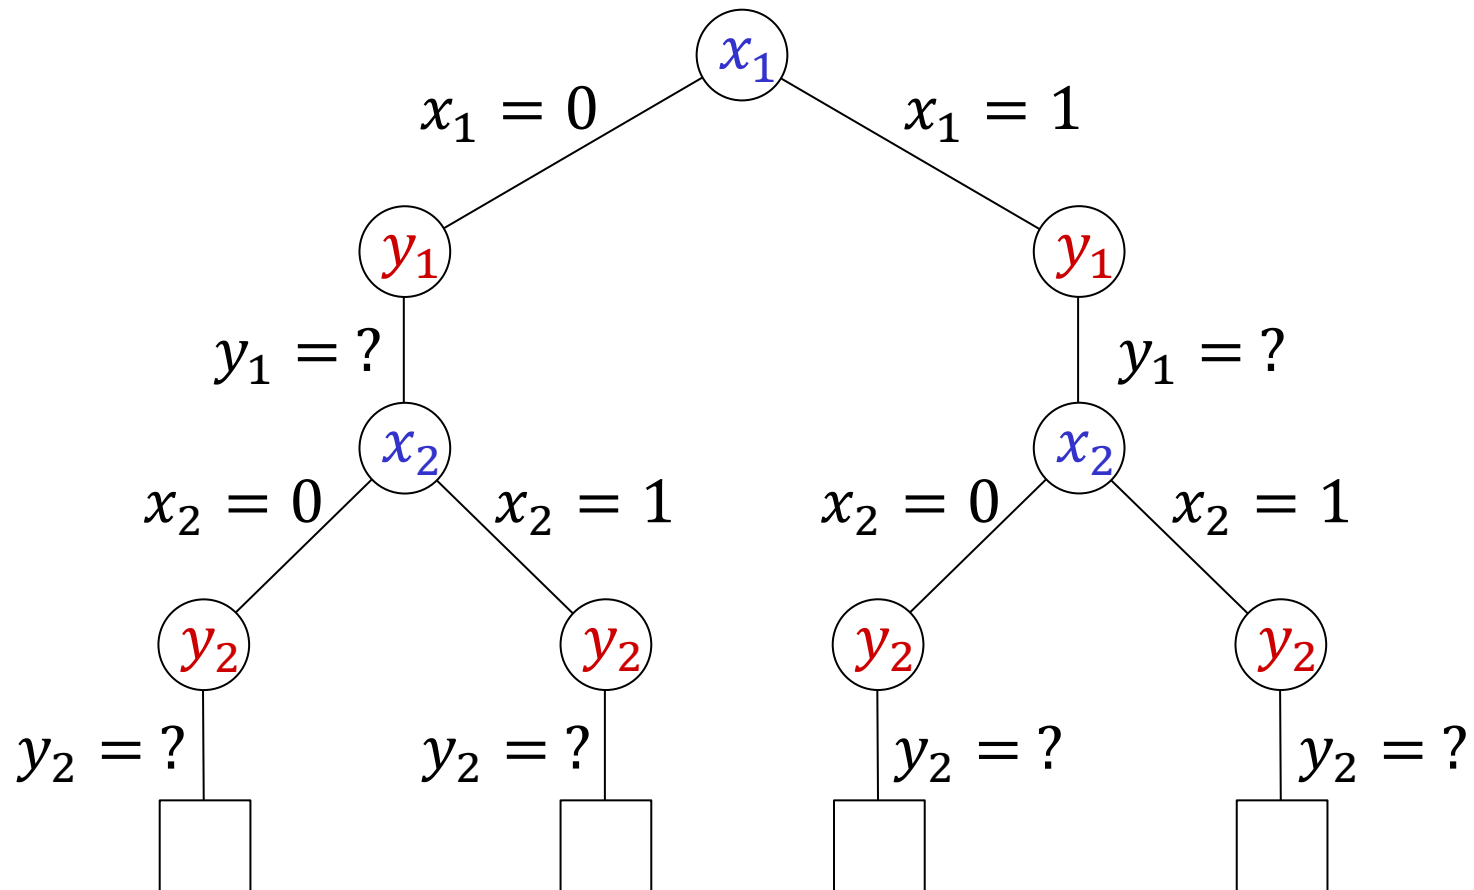 x₁
x₁ = 0 x₁ = 1
y₁ y₁
y₁ = ? y₁ = ?
x₂ x₂
x₂ = 0 x₂ = 1 x₂ = 0 x₂ = 1
y₂ y₂ y₂ y₂
y₂ = ? y₂ = ? y₂ = ? y₂ = ?